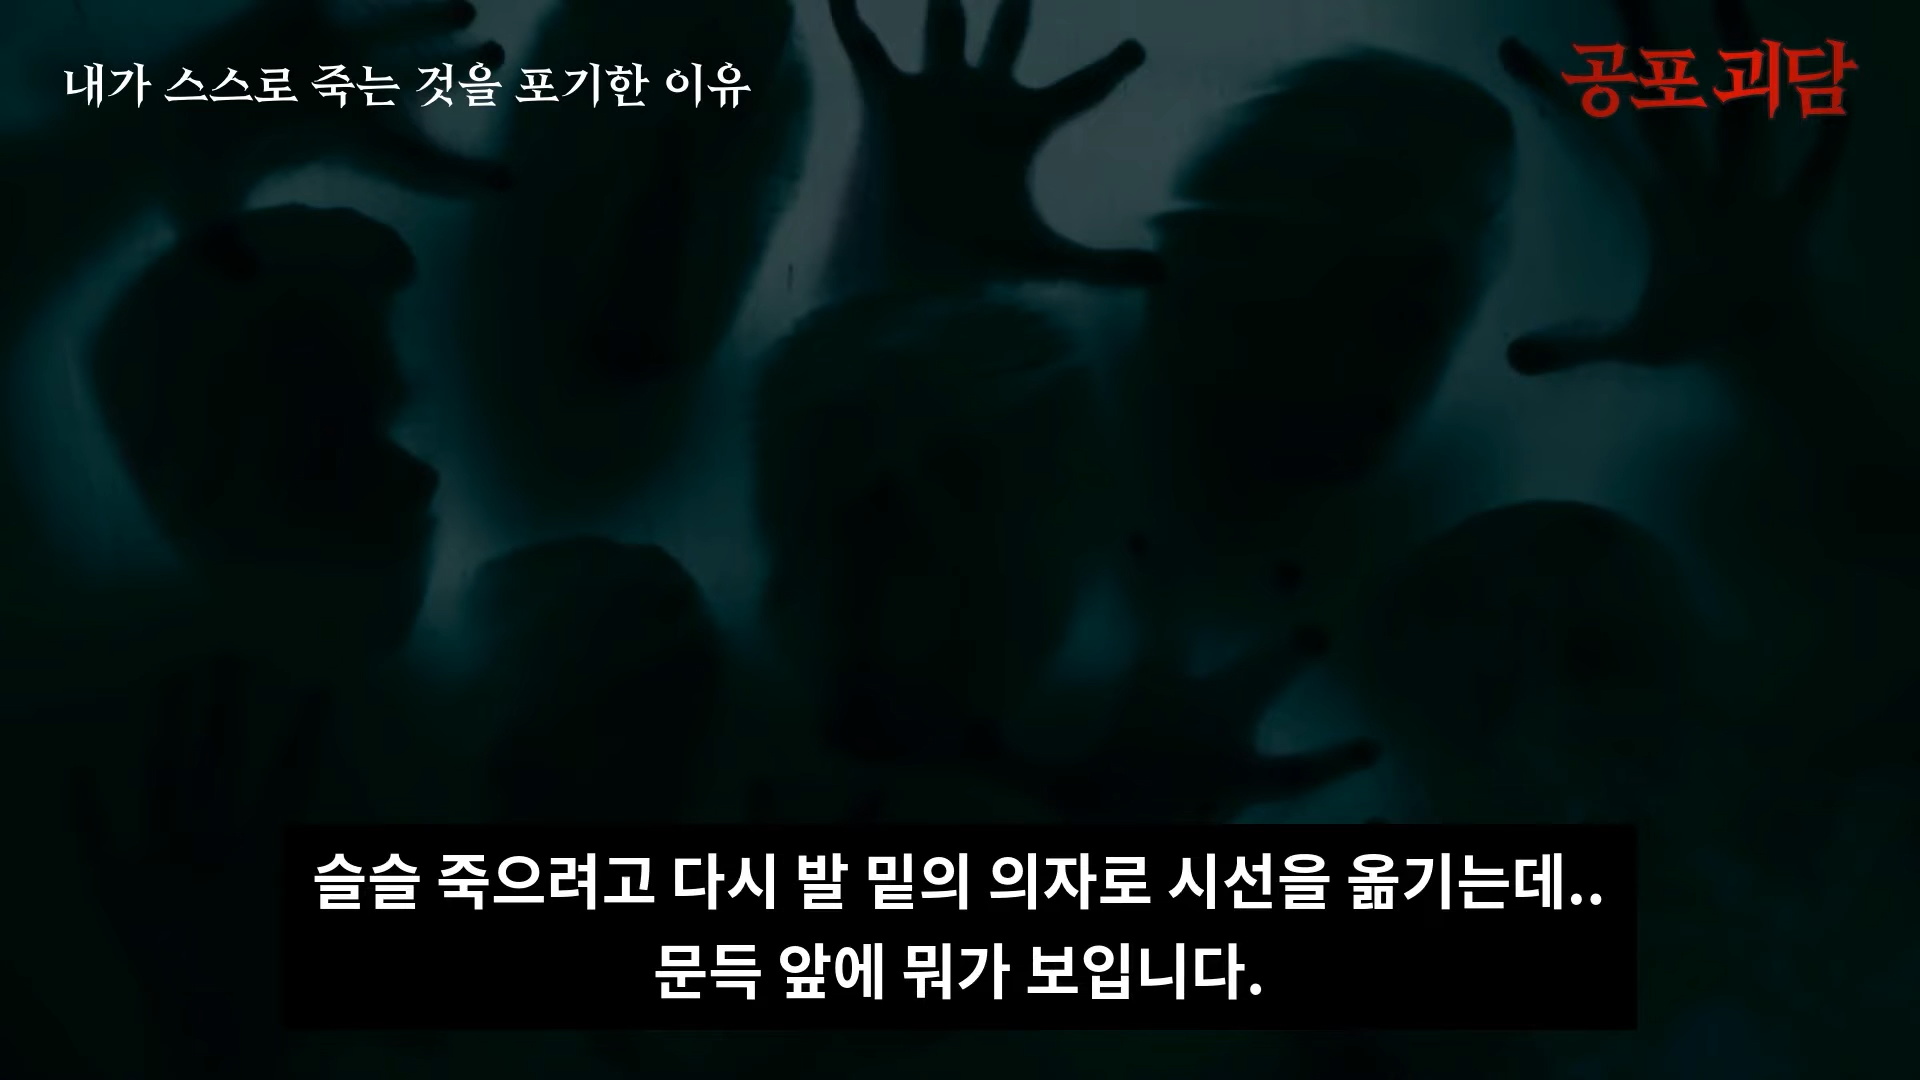 내가 스스로 죽는 것을 포기한 이유
공포 괴담
슬슬 죽으려고 다시 발 밑의 의자로 시선을 옮기는데..
문득 앞에 뭐가 보입니다.